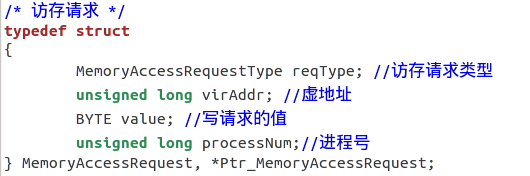 /* 访存请求 */
typedef struct
{
        MemoryAccessRequestType reqType; //访存请求类型
        unsigned long virAddr; //虚地址
        BYTE value; //写请求的值
        unsigned long processNum;//进程号
} MemoryAccessRequest, *Ptr_MemoryAccessRequest;